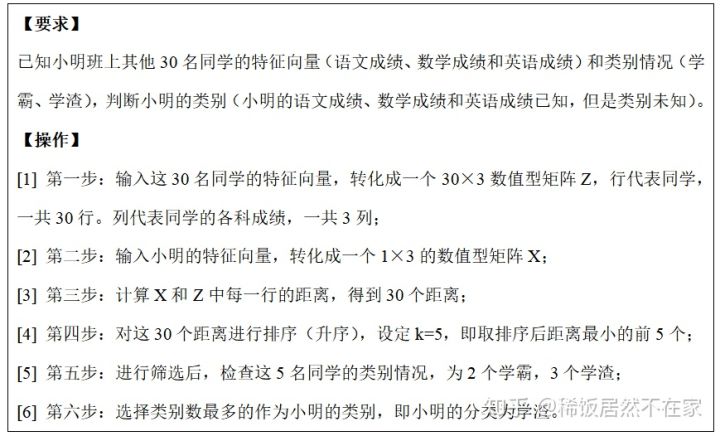 【要求】
已知小明班上其他 30 名同学的特征向量（语文成绩、数学成绩和英语成绩）和类别情况（学
霸、学渣），判断小明的类别（小明的语文成绩、数学成绩和英语成绩已知，但是类别未知）。
【操作】
[1] 第一步：输入这 30 名同学的特征向量，转化成一个 30×3 数值型矩阵 Z，行代表同学，
一共 30 行。列代表同学的各科成绩，一共 3 列；
[2] 第二步：输入小明的特征向量，转化成一个 1×3 的数值型矩阵 X；
[3] 第三步：计算 X 和 Z 中每一行的距离，得到 30 个距离；
[4] 第四步：对这 30 个距离进行排序（升序），设定 k=5，即取排序后距离最小的前 5 个；
[5] 第五步：进行筛选后，检查这 5 名同学的类别情况，为 2 个学霸，3 个学渣；
[6] 第六步：选择类别数最多的作为小明的类别，即小明的分类为学渣。
知乎 @稀饭居然不在家